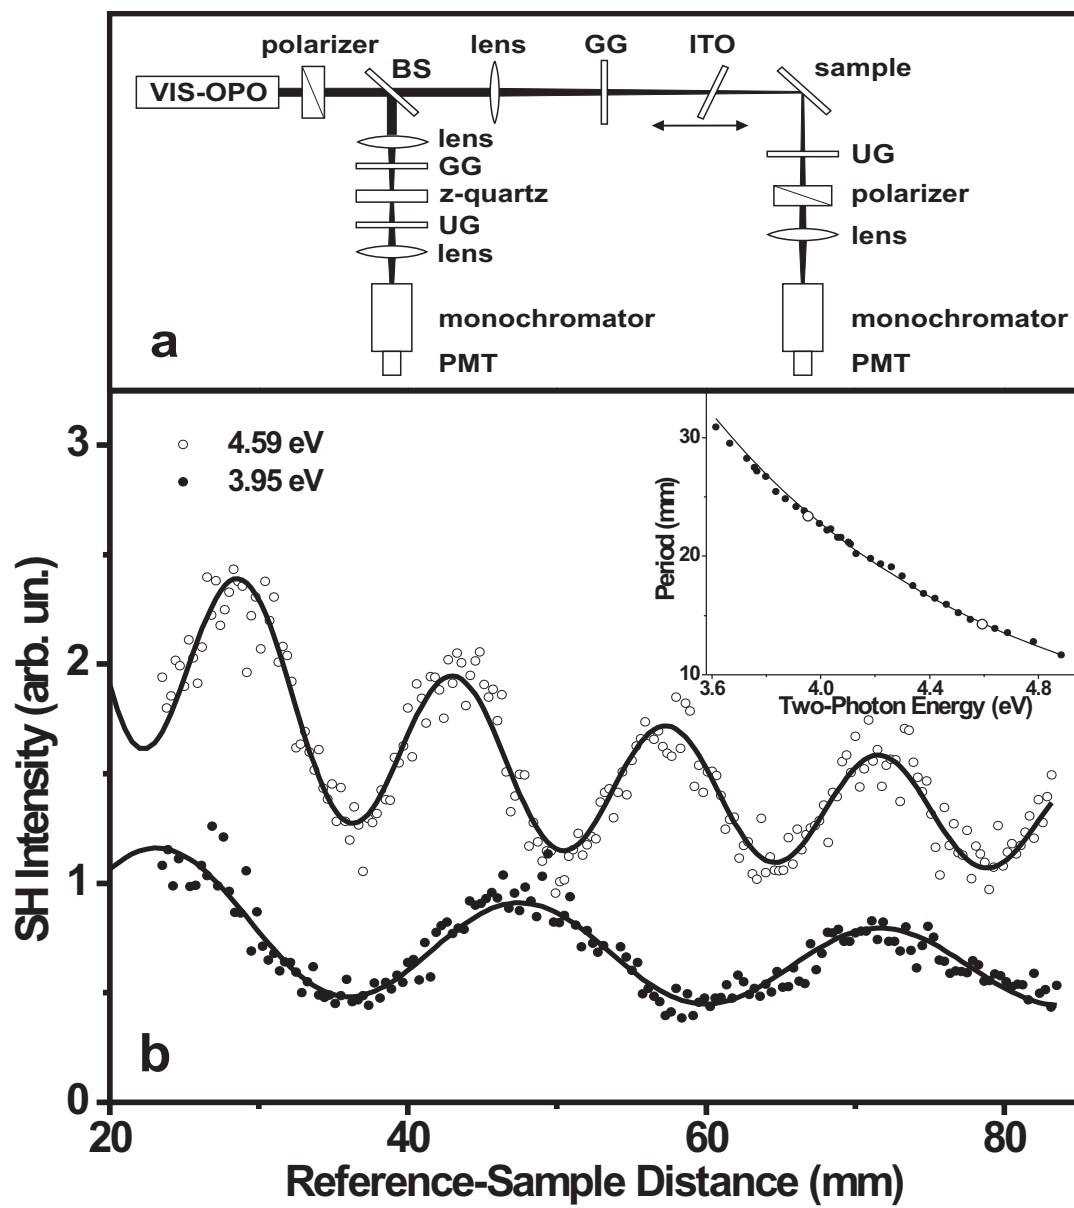 polarizer lens GG ITO
BS sample
VIS-OPO
lens
GG UG
z-quartz polarizer
UG lens
lens
monochromator monochromator
a PMT PMT
3
2
1
0
SH Intensity (arb. un.)
4.59 eV
3.95 eV
30
20
10
Period (mm)
3.6 4.0 4.4 4.8
Two-Photon Energy (eV)
b
20 40 60 80
Reference-Sample Distance (mm)